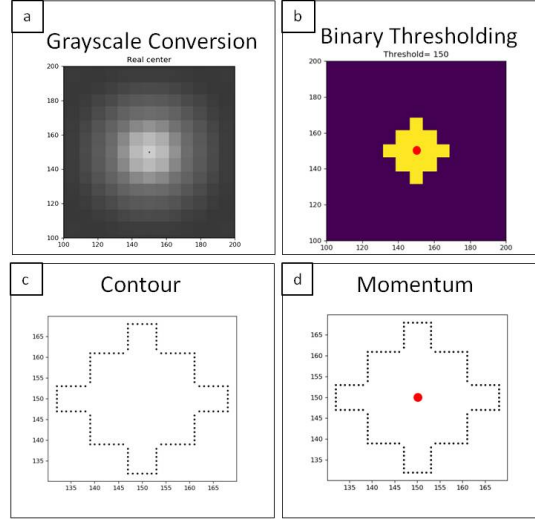 a
Grayscale Conversion
Real center
200
180
160
140
120
100
100 120 140 160 180 200
b
Binary Thresholding
Threshold= 150
200
180
160
140
120
100
100 120 140 160 180 200
c
Contour
165
160
155
150
145
140
135
135 140 145 150 155 160 165
d
Momentum
165
160
155
150
145
140
135
135 140 145 150 155 160 165